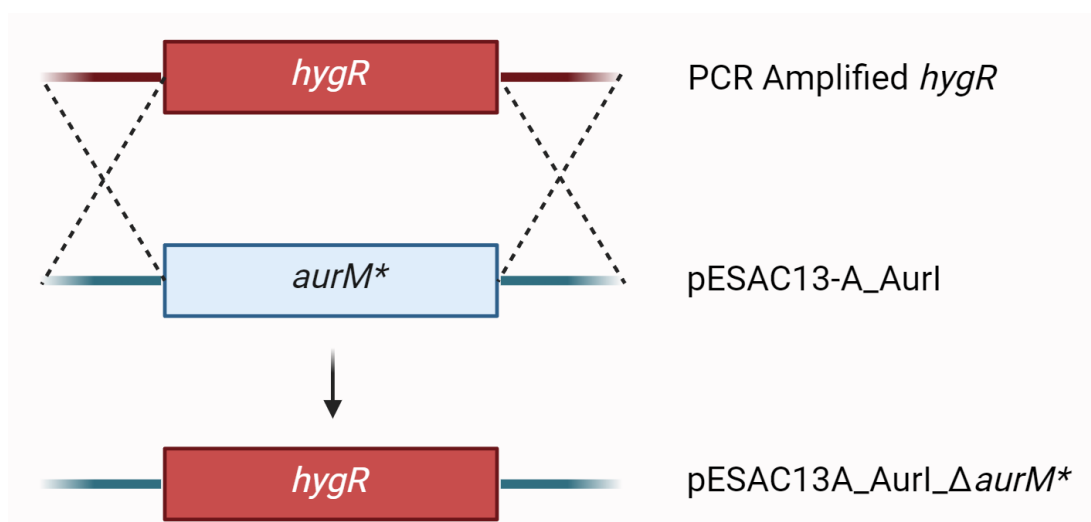 hygR PCR Amplified hygR
aurM* pESAC13-A_AurI
hygR pESAC13A_AurI_ΔaurM*